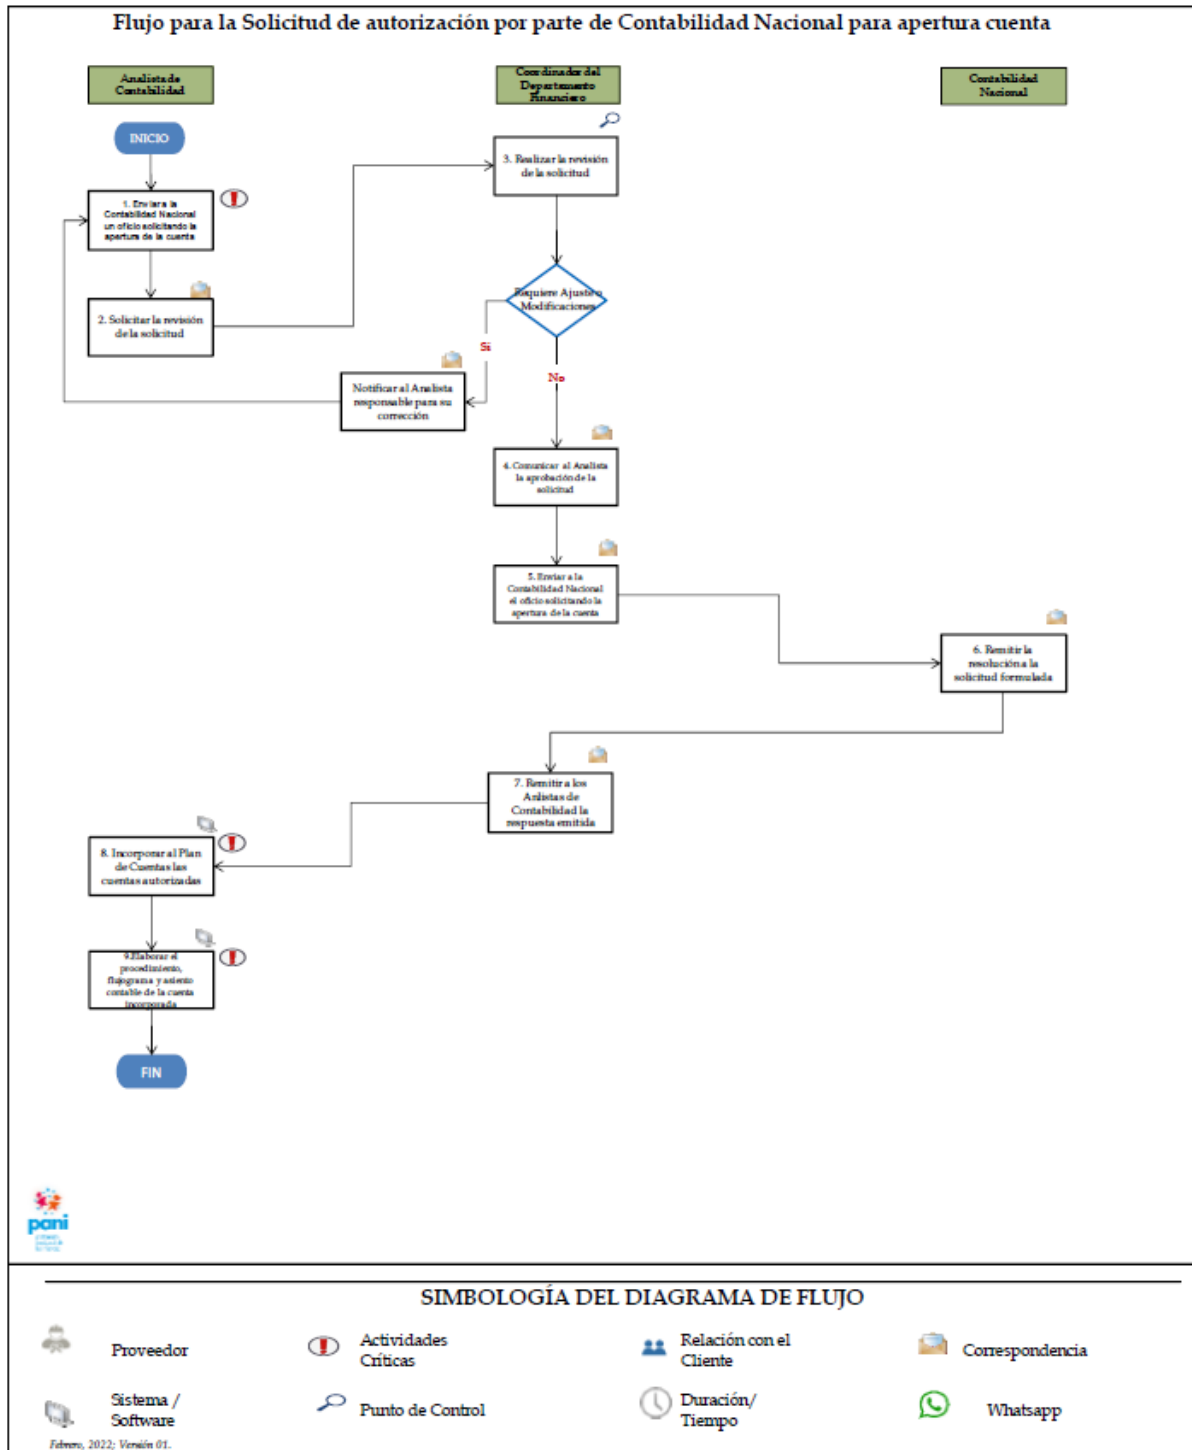 Flujo para la Solicitud de autorización por parte de Contabilidad Nacional para apertura cuenta
Analista de
Contabilidad
Coordinador del
Departamento
Financiero
Contabilidad
Nacional
INICIO
1. Enviar a la
Contabilidad Nacional
un oficio solicitando la
apertura de la cuenta
2. Solicitar la revisión
de la solicitud
3. Realizar la revisión
de la solicitud
Requiere Ajuste o
Modificaciones
Si
No
Notificar al Analista
responsable para su
corrección
4. Comunicar al Analista
la aprobación de la
solicitud
5. Enviar a la
Contabilidad Nacional
el oficio solicitando la
apertura de la cuenta
6. Remitir la
resolución a la
solicitud formulada
7. Remitir a los
Anlistas de
Contabilidad la
respuesta emitida
8. Incorporar al Plan
de Cuentas las
cuentas autorizadas
9.Elaborar el
procedimiento,
flujograma y asiento
contable de la cuenta
incorporada
FIN
pani
SIMBOLOGÍA DEL DIAGRAMA DE FLUJO
Proveedor
Actividades
Críticas
Relación con el
Cliente
Correspondencia
Sistema /
Software
Punto de Control
Duración/
Tiempo
Whatsapp
Febrero, 2022; Versión 01.